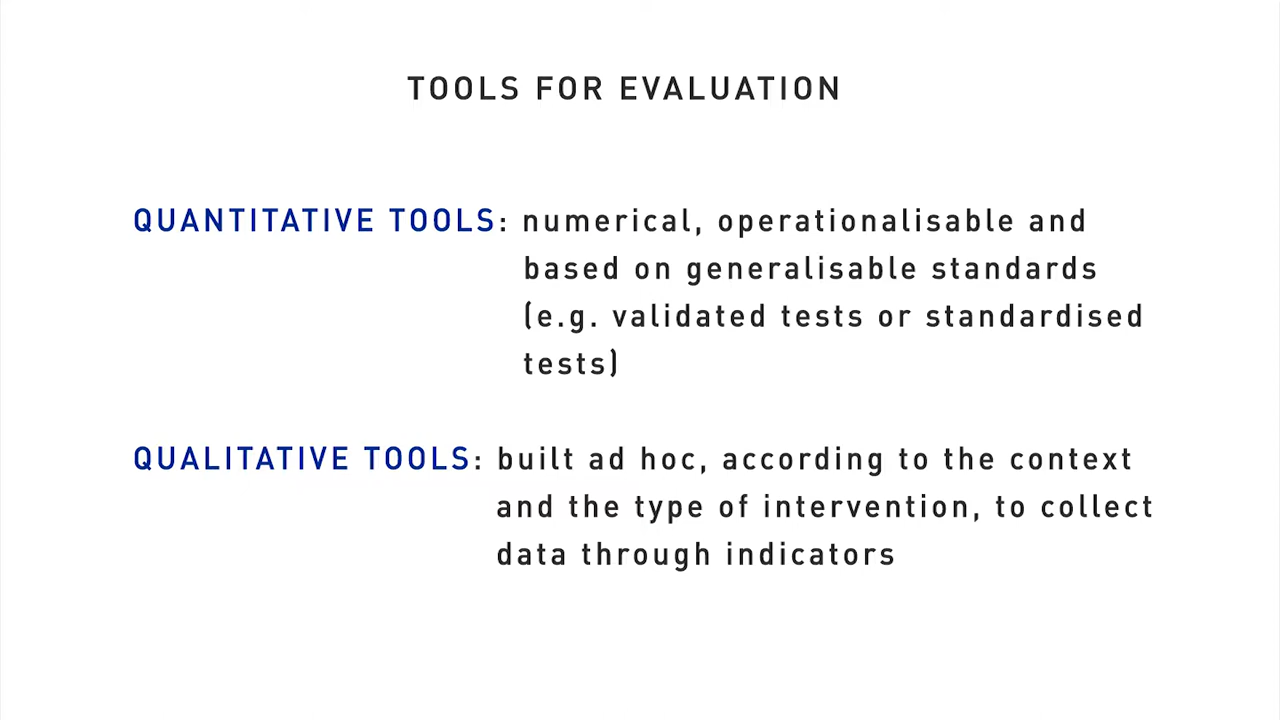 TOOLS FOR EVALUATION
QUANTITATIVE TOOLS: numerical, operationalisable and
based on generalisable standards
(e.g. validated tests or standardised
tests)
QUALITATIVE TOOLS: built ad hoc, according to the context
and the type of intervention, to collect
data through indicators